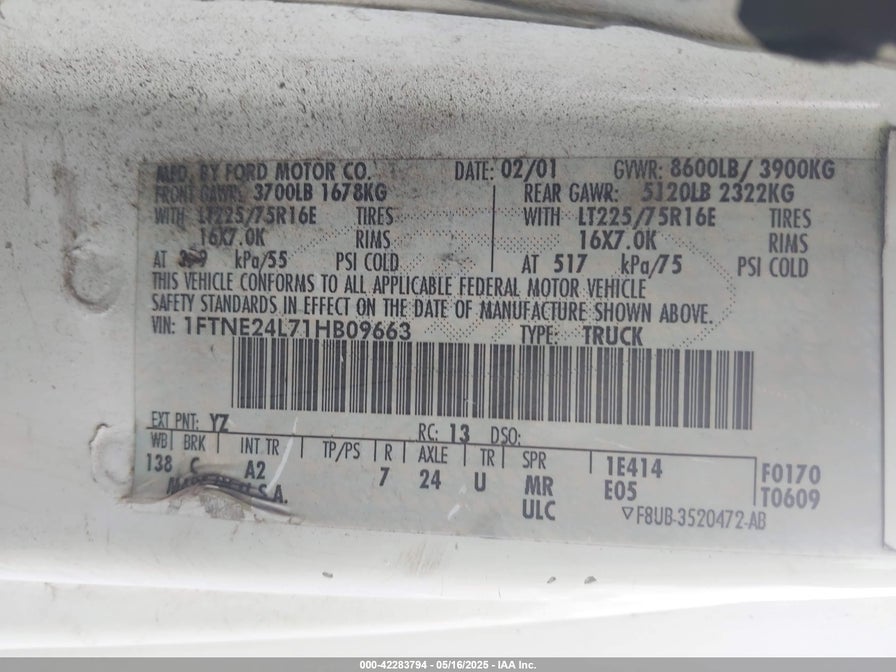 MFD. BY FORD MOTOR CO. DATE: 02/01 GVWR: 8600LB/ 3900KG
FRONT GAWR: 3700LB 1678KG REAR GAWR: 5120LB 2322KG
WITH LT225/75R16E TIRES WITH LT225/75R16E TIRES
16X7.0K RIMS 16X7.0K RIMS
AT kPa/55 PSI COLD AT 517 kPa/75 PSI COLD
THIS VEHICLE CONFORMS TO ALL APPLICABLE FEDERAL MOTOR VEHICLE
SAFETY STANDARDS IN EFFECT ON THE DATE OF MANUFACTURE SHOWN ABOVE.
VIN: 1FTNE24L71HB09663 TYPE: TRUCK
EXT PNT: YZ RC: 13 DSO:
WB BRK INT TR TP/PS R AXLE TR SPR 1E414 F0170
138 C A2 7 24 U MR E05 T0609
MADE IN U.S.A. ULC ▽F8UB-3520472-AB
000-42283794 - 05/16/2025 - IAA Inc.